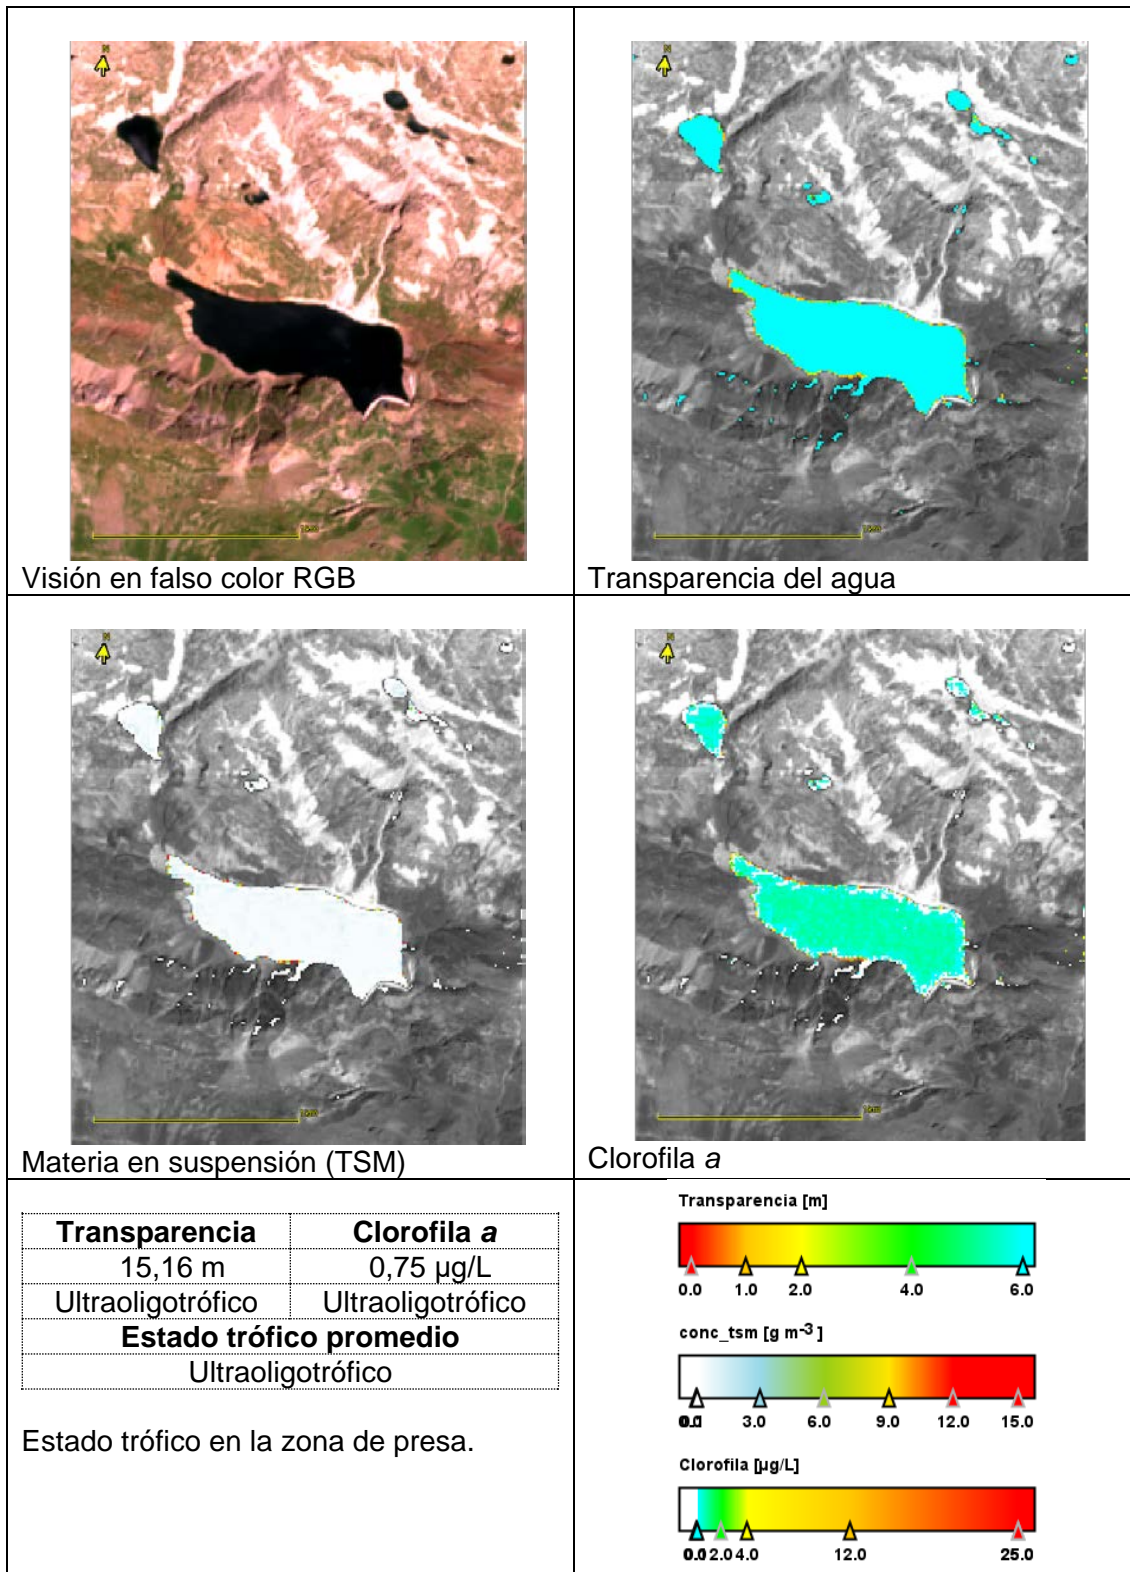 N
N
Visión en falso color RGB
Transparencia del agua
N
N
Materia en suspensión (TSM)
Clorofila a
Transparencia
Clorofila a
15,16 m
0,75 µg/L
Ultraoligotrófico
Ultraoligotrófico
Estado trófico promedio
Ultraoligotrófico
Estado trófico en la zona de presa.
Transparencia [m]
0.0 1.0 2.0 4.0 6.0
conc_tsm [g m-3]
3.0 6.0 9.0 12.0 15.0
Clorofila [µg/L]
2.0 4.0 12.0 25.0